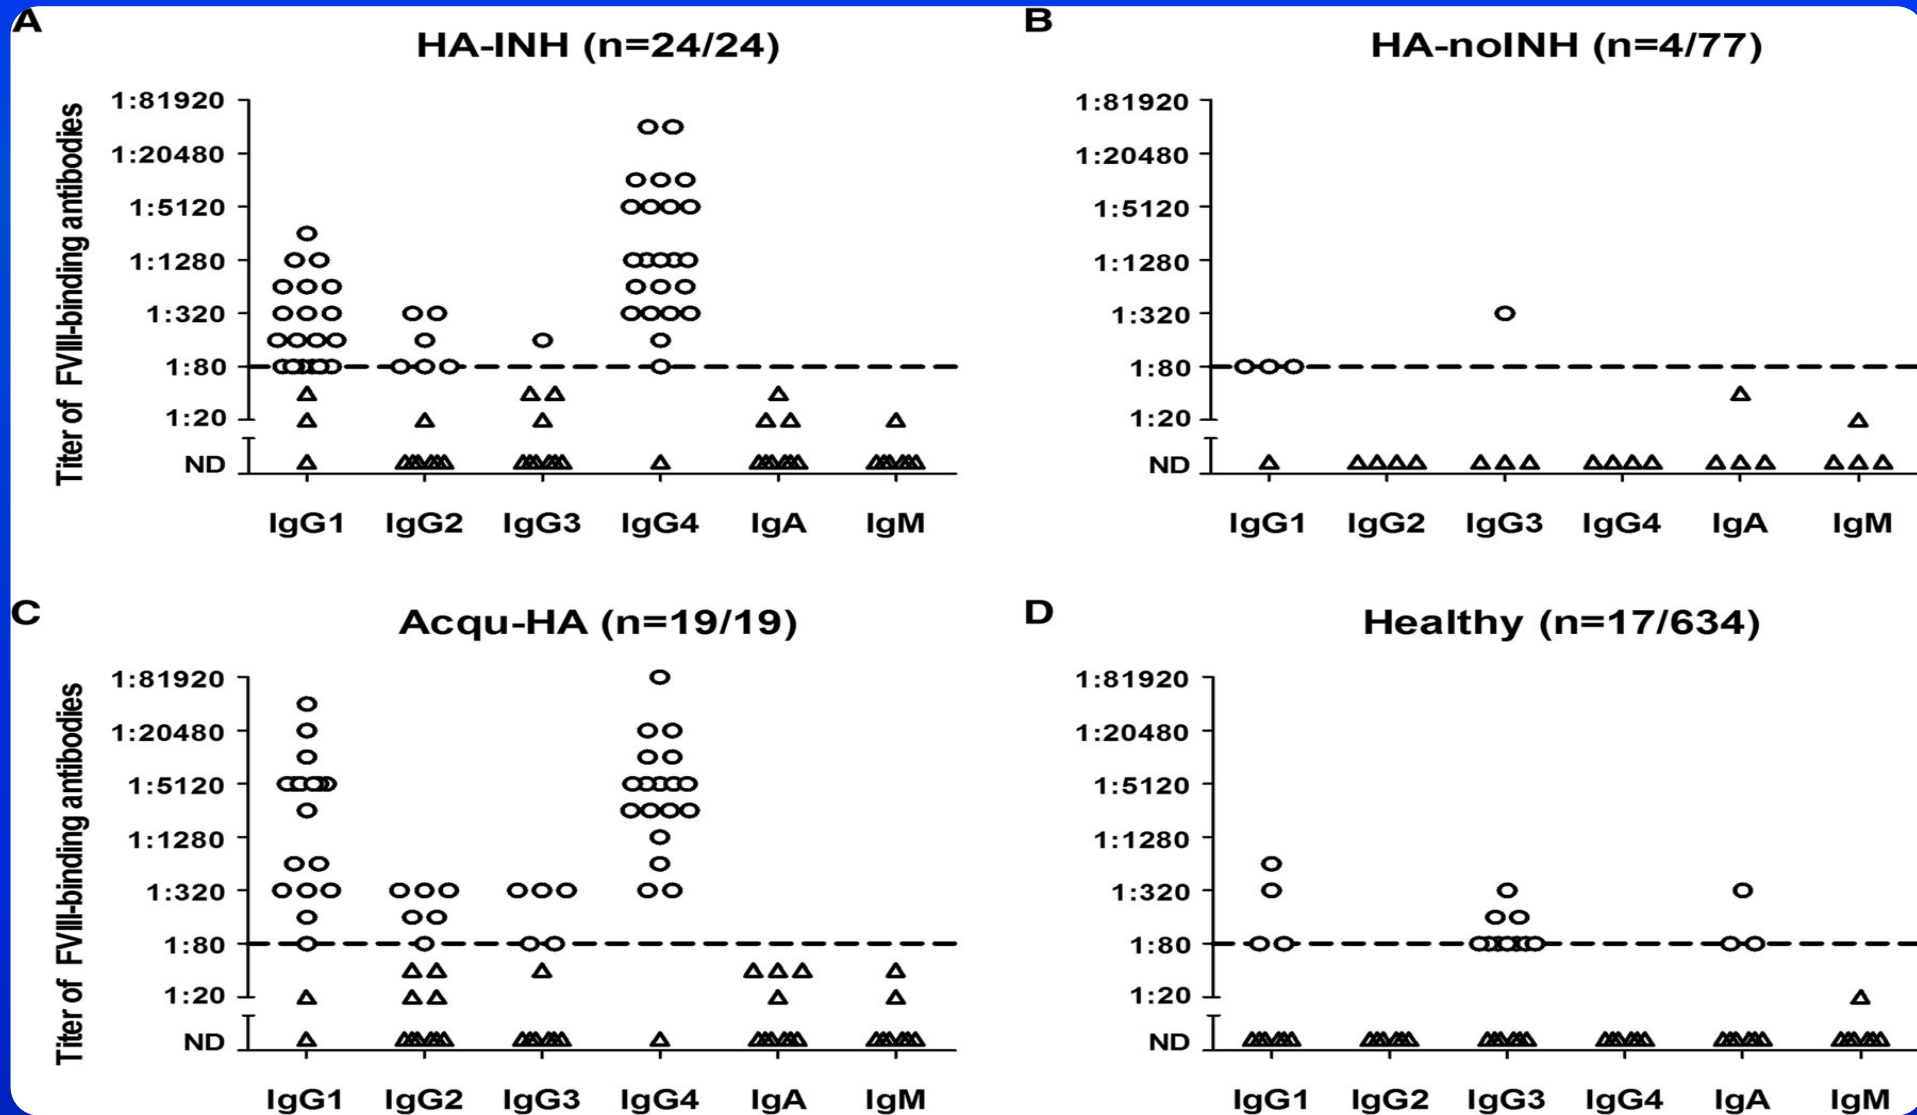 A
HA-INH (n=24/24)
Titer of FVIII-binding antibodies
1:81920
1:20480
1:5120
1:1280
1:320
1:80
1:20
ND
IgG1 IgG2 IgG3 IgG4 IgA IgM
B
HA-noINH (n=4/77)
1:81920
1:20480
1:5120
1:1280
1:320
1:80
1:20
ND
IgG1 IgG2 IgG3 IgG4 IgA IgM
C
Acqu-HA (n=19/19)
Titer of FVIII-binding antibodies
1:81920
1:20480
1:5120
1:1280
1:320
1:80
1:20
ND
IgG1 IgG2 IgG3 IgG4 IgA IgM
D
Healthy (n=17/634)
1:81920
1:20480
1:5120
1:1280
1:320
1:80
1:20
ND
IgG1 IgG2 IgG3 IgG4 IgA IgM